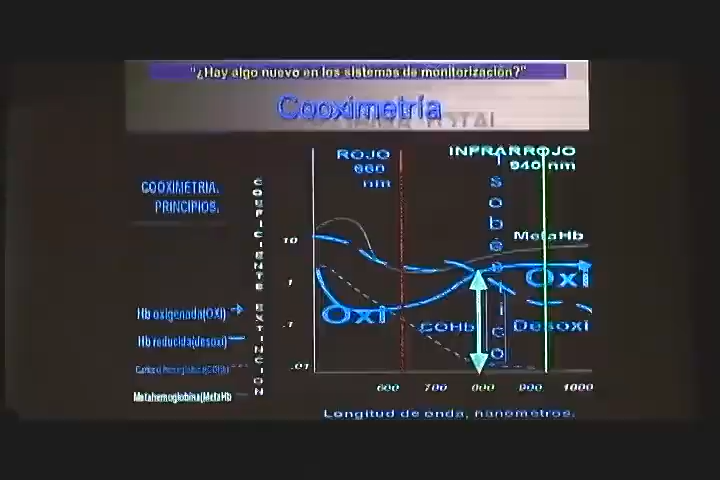 "¿Hay algo nuevo en los sistemas de monitorización?"
Cooximetría
COOXIMETRIA.
PRINCIPIOS.
COEFICIENTE EXTINCION
ROJO
660
nm
INFRARROJO
940 nm
MetaHb
10
1
.1
.01
Oxi
Oxi
COHb
Desoxi
Hb oxigenada(OXI)
Hb reducida(desoxi)
Metahemoglobina(MetaHb
600 700 800 900 1000
Longitud de onda, nanometros.